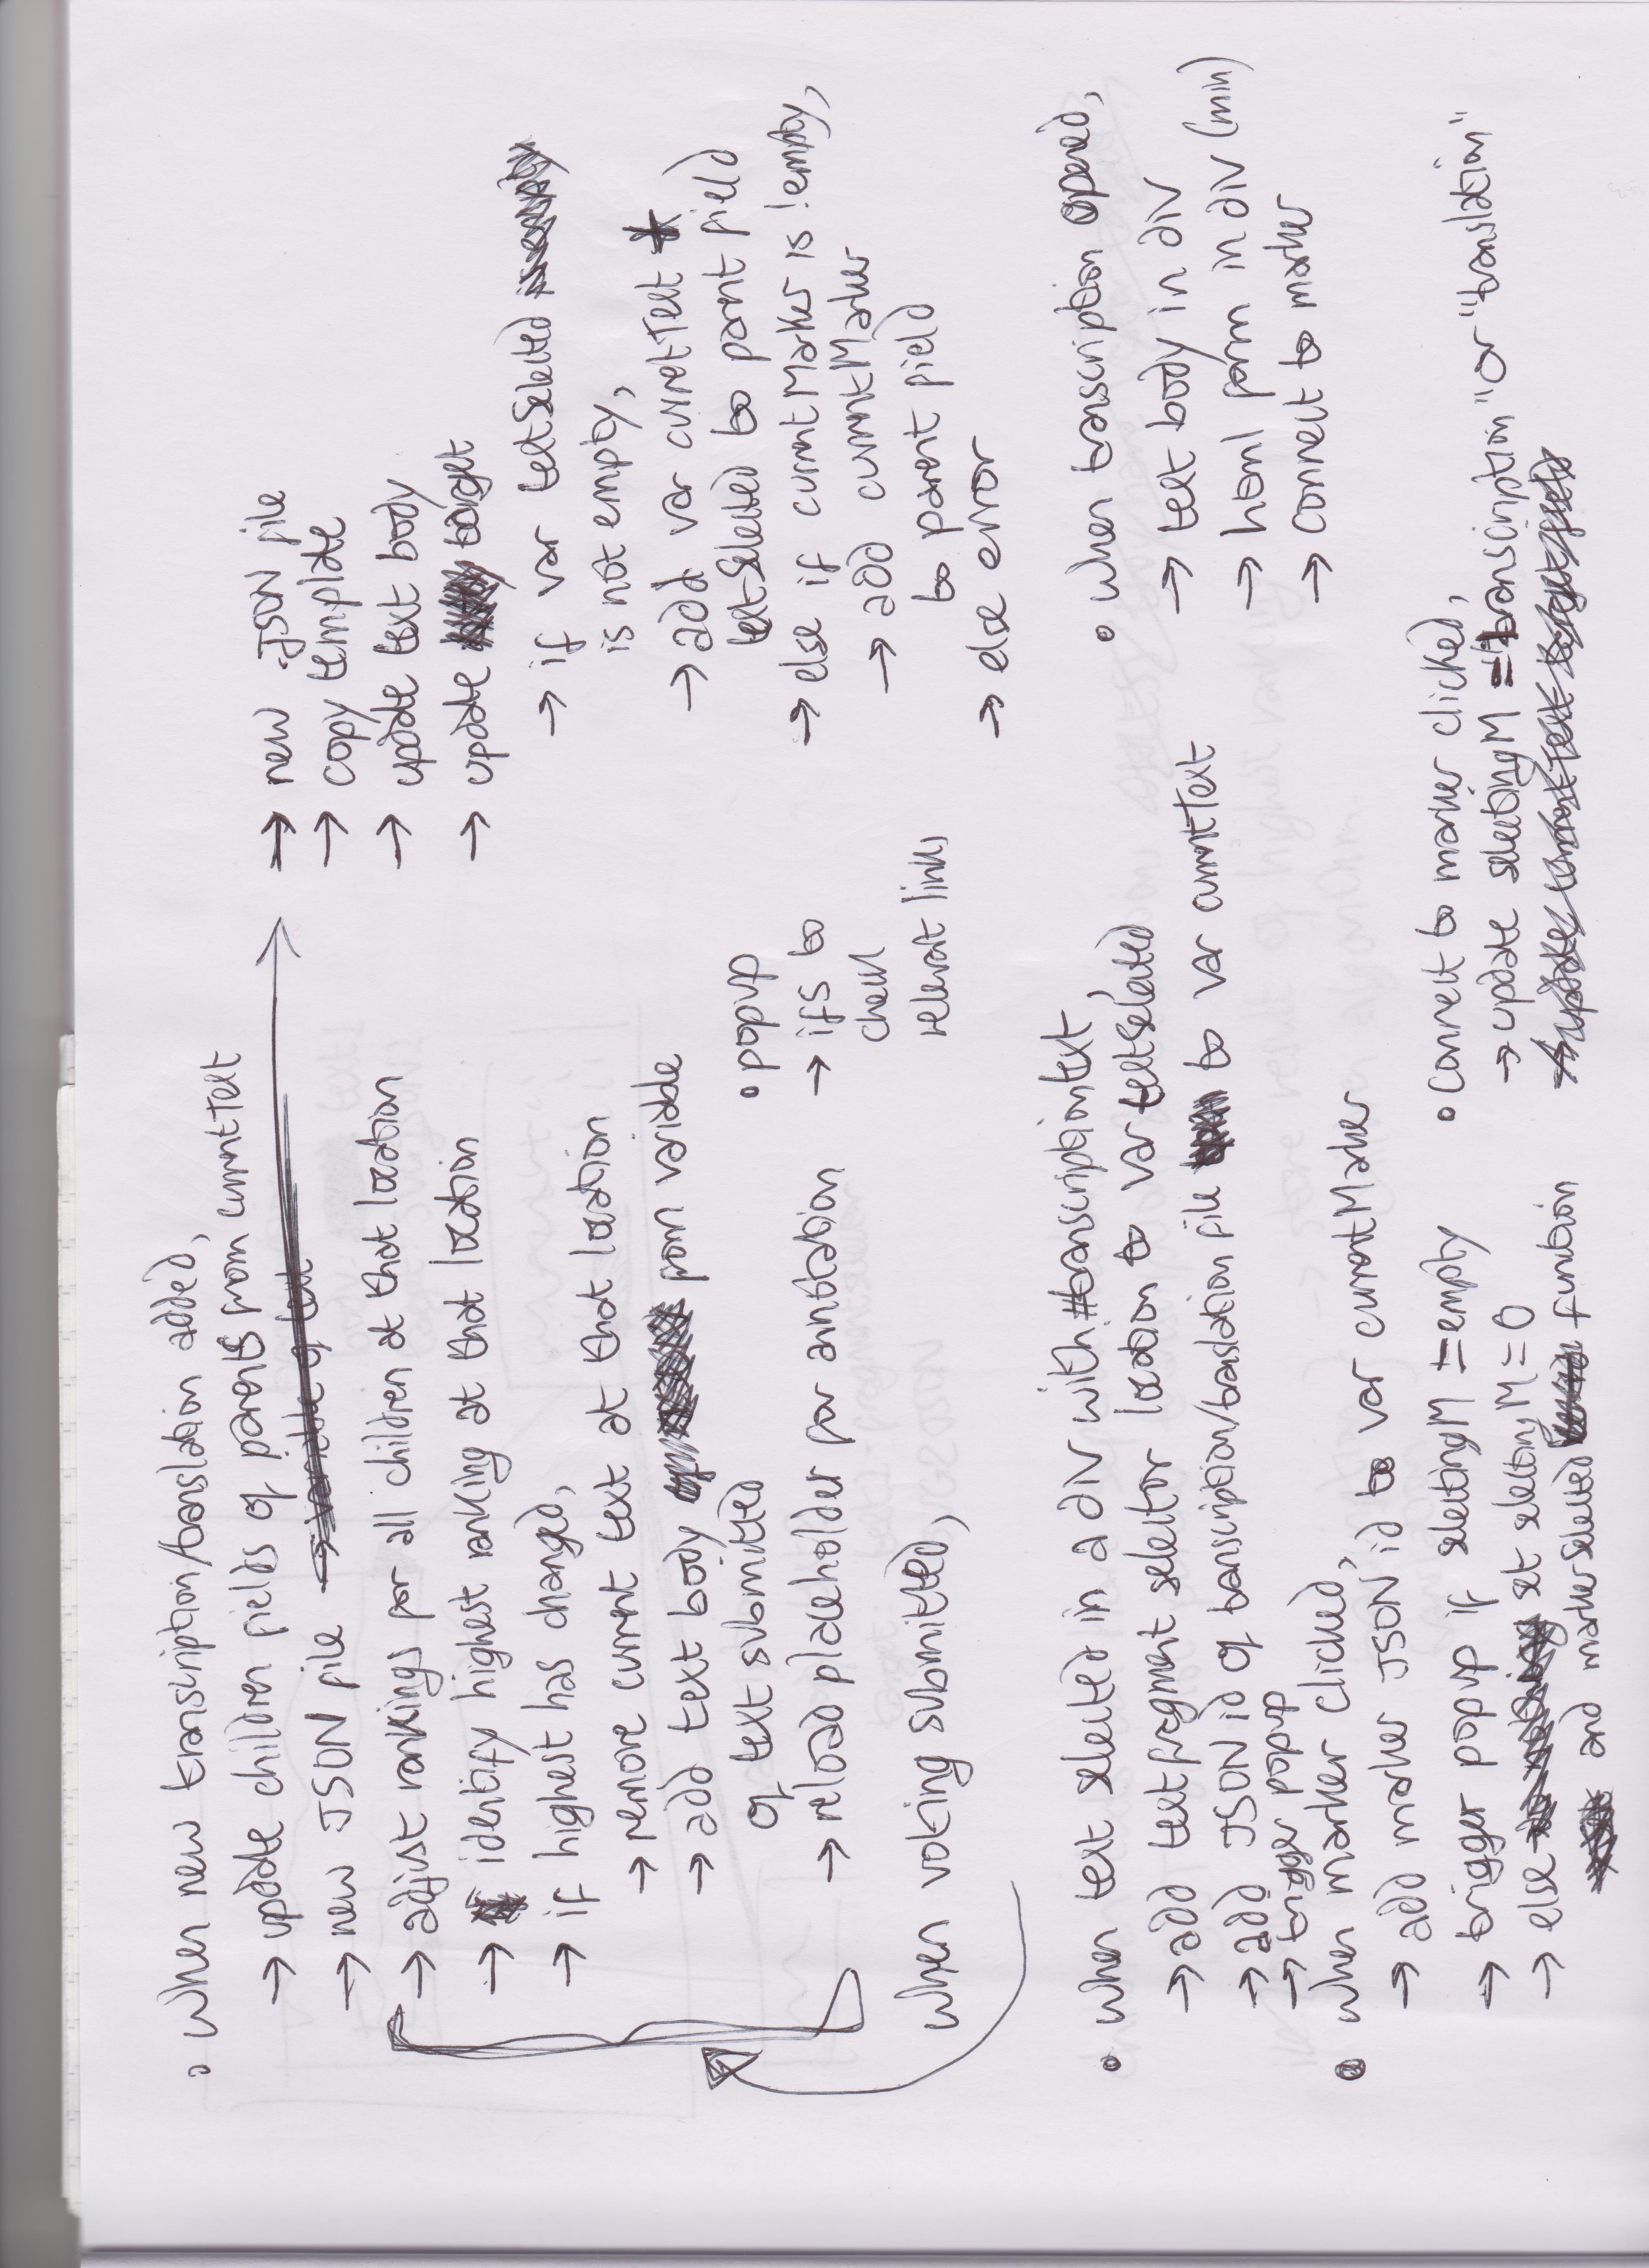 • When new transcription/translation added,
→ update children fields of parents from currentText
→ new JSON file
→ adjust rankings for all children at that location
→ identify highest ranking at that location
→ if highest has changed,
→ remove current text at that location
→ add text body from variable
of text submitted
→ reload placeholder for annotation
When voting submitted,
→ new JSON file
→ copy template
→ update text body
→ update target
→ if var textSelected
is not empty,
→ add var currentText *
textSelected to parent field
→ else if currentMarker is !empty,
→ add currentMarker
to parent field
→ else error
• popup
→ ifs to
check
relevant links
• When text selected in a div with #transcriptiontext,
→ add textfragment selector location to var textSelected
→ add JSON id of transcription/translation file to var currentText
→ trigger popup
• When marker clicked,
→ add marker JSON id to var currentMarker
→ trigger popup if selectingM != empty
→ else set selectingM = 0
and markerSelected function
• When transcription opened,
→ text body in div
→ html form in div (min)
→ connect to marker
• Connect to marker clicked,
→ update selectingM = "transcription" or "translation"